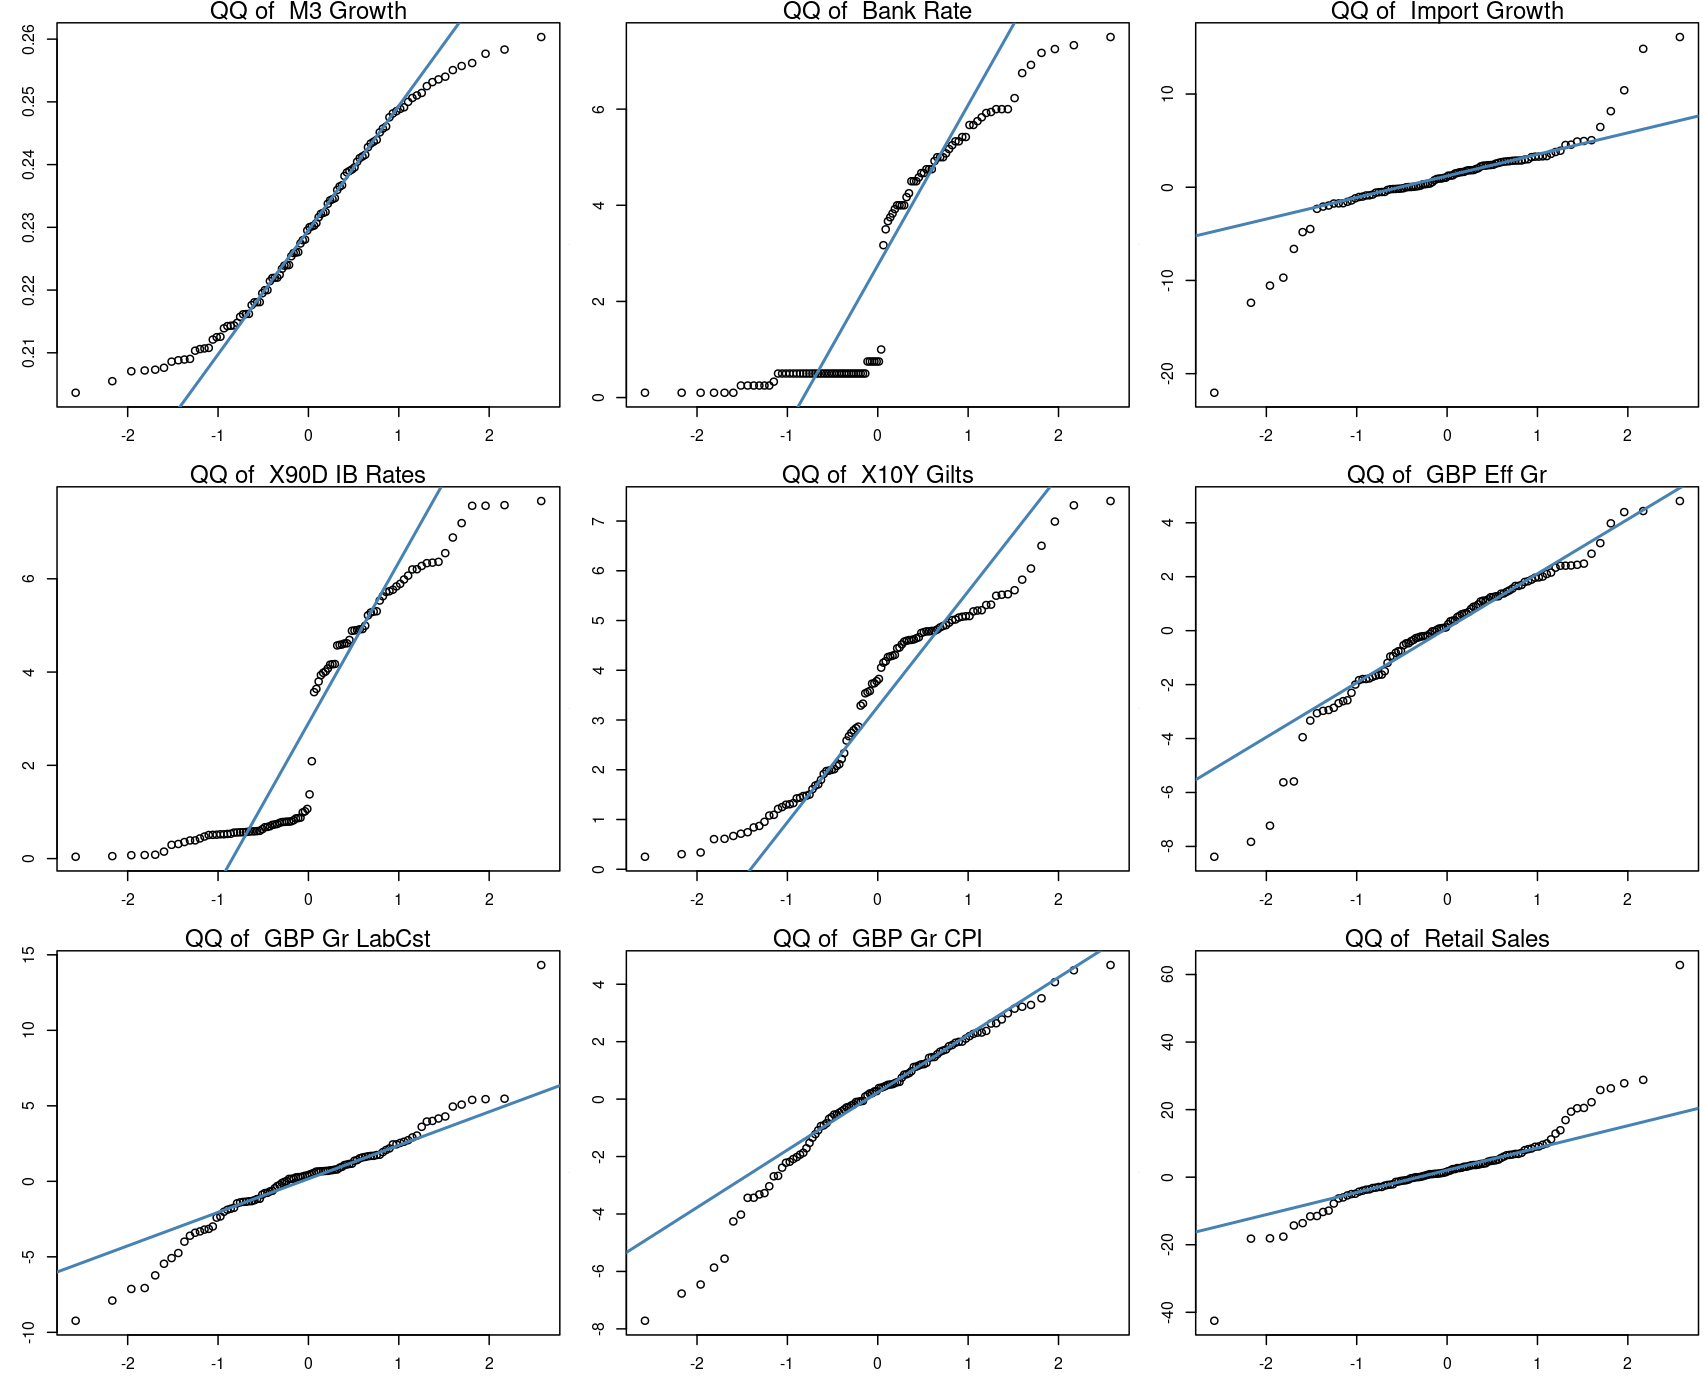 QQ of  M3 Growth
0.26
0.25
0.24
0.23
0.22
0.21
-2 -1 0 1 2
QQ of  Bank Rate
6
4
2
0
-2 -1 0 1 2
QQ of  Import Growth
10
0
-10
-20
-2 -1 0 1 2
QQ of  X90D IB Rates
6
4
2
0
-2 -1 0 1 2
QQ of  X10Y Gilts
7
6
5
4
3
2
1
0
-2 -1 0 1 2
QQ of  GBP Eff Gr
4
2
0
-2
-4
-6
-8
-2 -1 0 1 2
QQ of  GBP Gr LabCst
15
10
5
0
-5
-10
-2 -1 0 1 2
QQ of  GBP Gr CPI
4
2
0
-2
-4
-6
-8
-2 -1 0 1 2
QQ of  Retail Sales
60
40
20
0
-20
-40
-2 -1 0 1 2